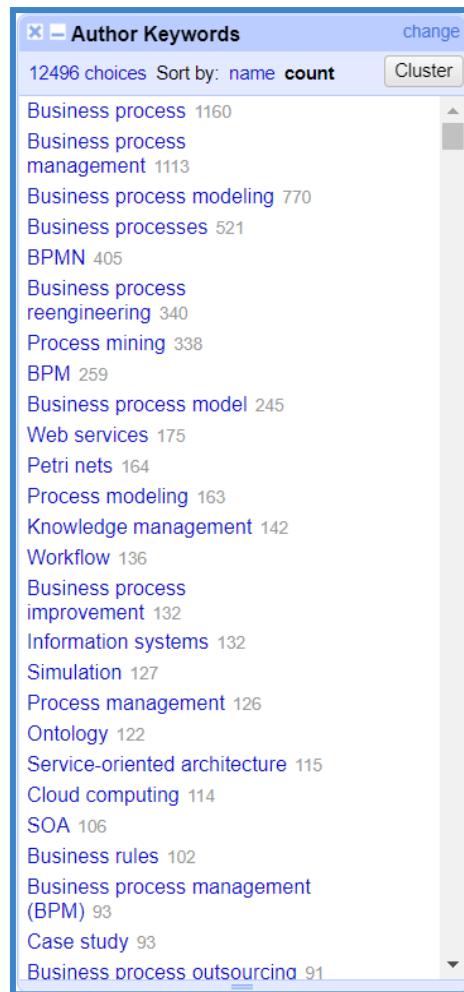 Author Keywords change
12496 choices Sort by: name count Cluster
Business process 1160
Business process
management 1113
Business process modeling 770
Business processes 521
BPMN 405
Business process
reengineering 340
Process mining 338
BPM 259
Business process model 245
Web services 175
Petri nets 164
Process modeling 163
Knowledge management 142
Workflow 136
Business process
improvement 132
Information systems 132
Simulation 127
Process management 126
Ontology 122
Service-oriented architecture 115
Cloud computing 114
SOA 106
Business rules 102
Business process management
(BPM) 93
Case study 93
Business process outsourcing 91